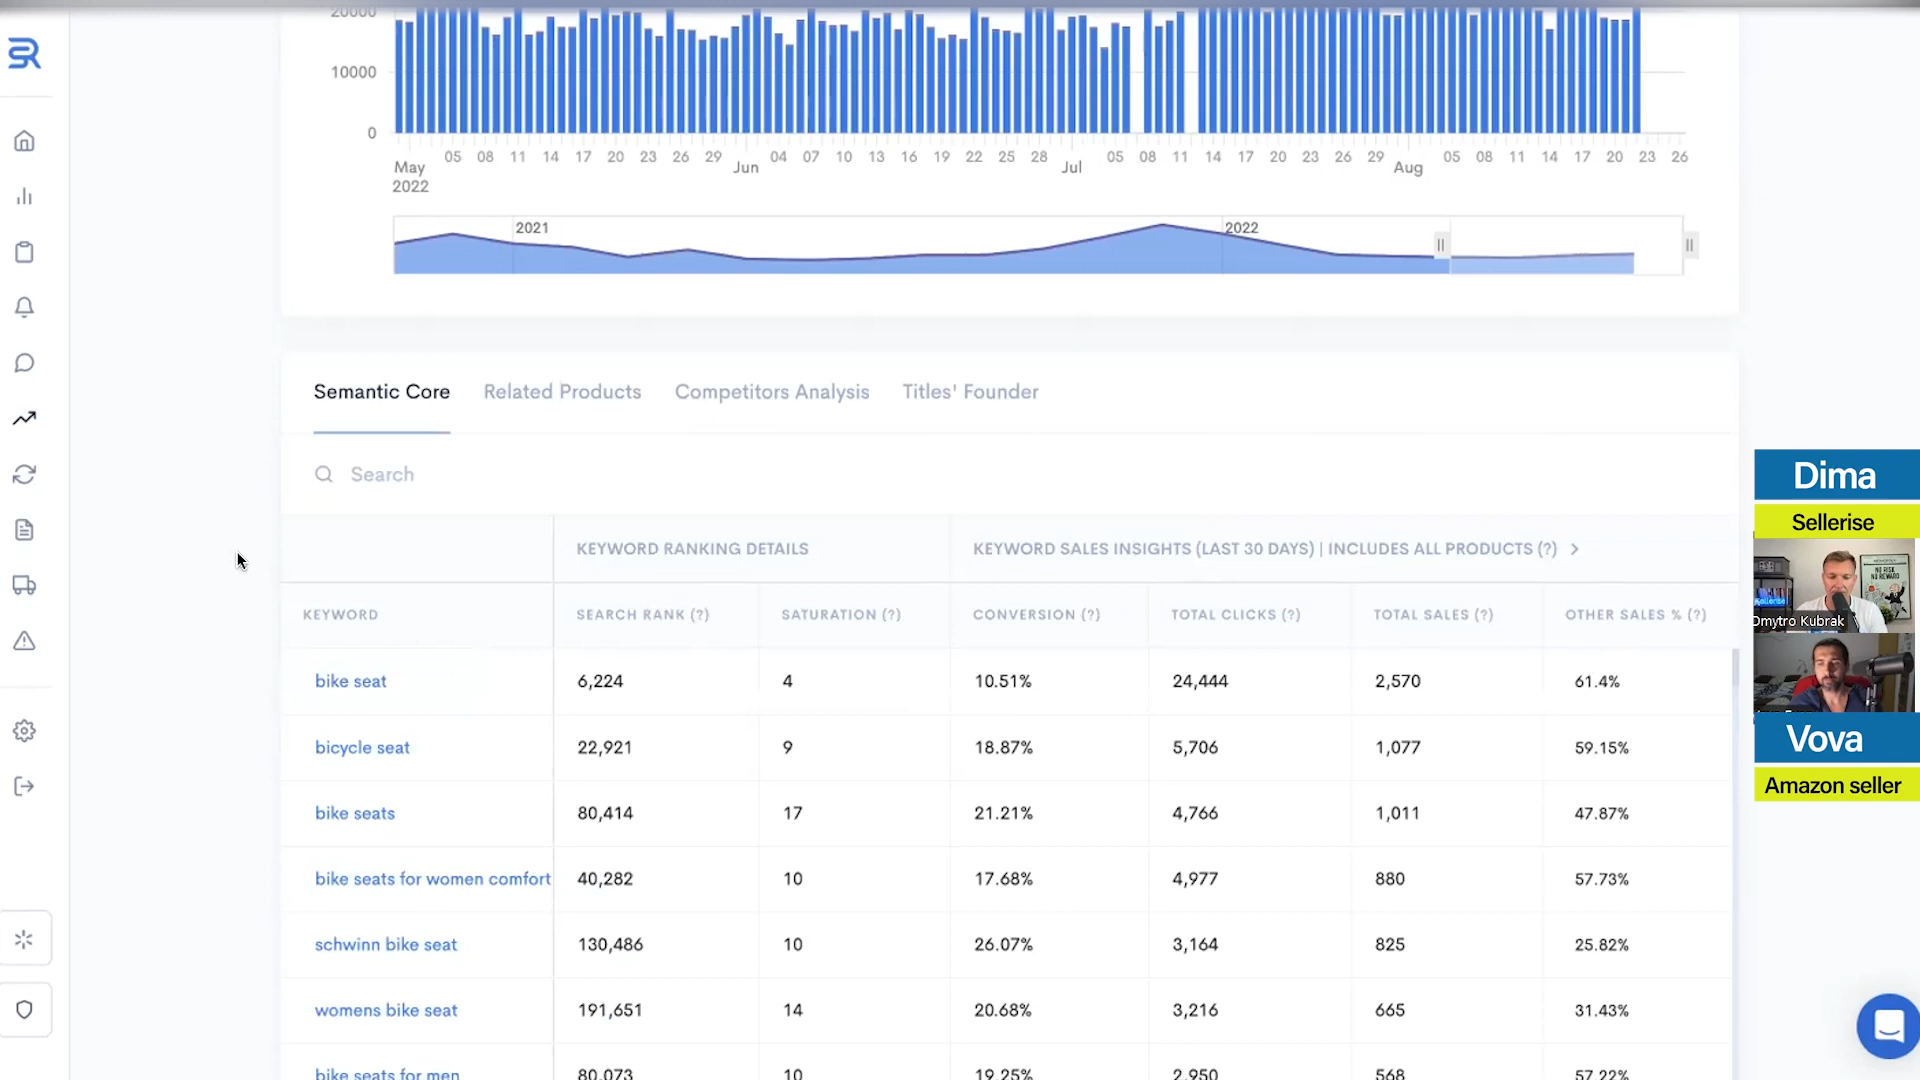 20000
10000
0
05 08 11 14 17 20 23 26 29 04 07 10 13 16 19 22 25 28 05 08 11 14 17 20 23 26 29 05 08 11 14 17 20 23 26
May Jun Jul Aug
2022
2021 2022
Semantic Core Related Products Competitors Analysis Titles' Founder
Search
KEYWORD RANKING DETAILS KEYWORD SALES INSIGHTS (LAST 30 DAYS) | INCLUDES ALL PRODUCTS (?)
KEYWORD SEARCH RANK (?) SATURATION (?) CONVERSION (?) TOTAL CLICKS (?) TOTAL SALES (?) OTHER SALES % (?)
bike seat 6,224 4 10.51% 24,444 2,570 61.4%
bicycle seat 22,921 9 18.87% 5,706 1,077 59.15%
bike seats 80,414 17 21.21% 4,766 1,011 47.87%
bike seats for women comfort 40,282 10 17.68% 4,977 880 57.73%
schwinn bike seat 130,486 10 26.07% 3,164 825 25.82%
womens bike seat 191,651 14 20.68% 3,216 665 31.43%
bike seats for men 80,073 10 19.25% 2,950 568 57.22%
Dima
Sellerise
NO RISK
NO REWARD
Dmytro Kubrak
Vova
Amazon seller